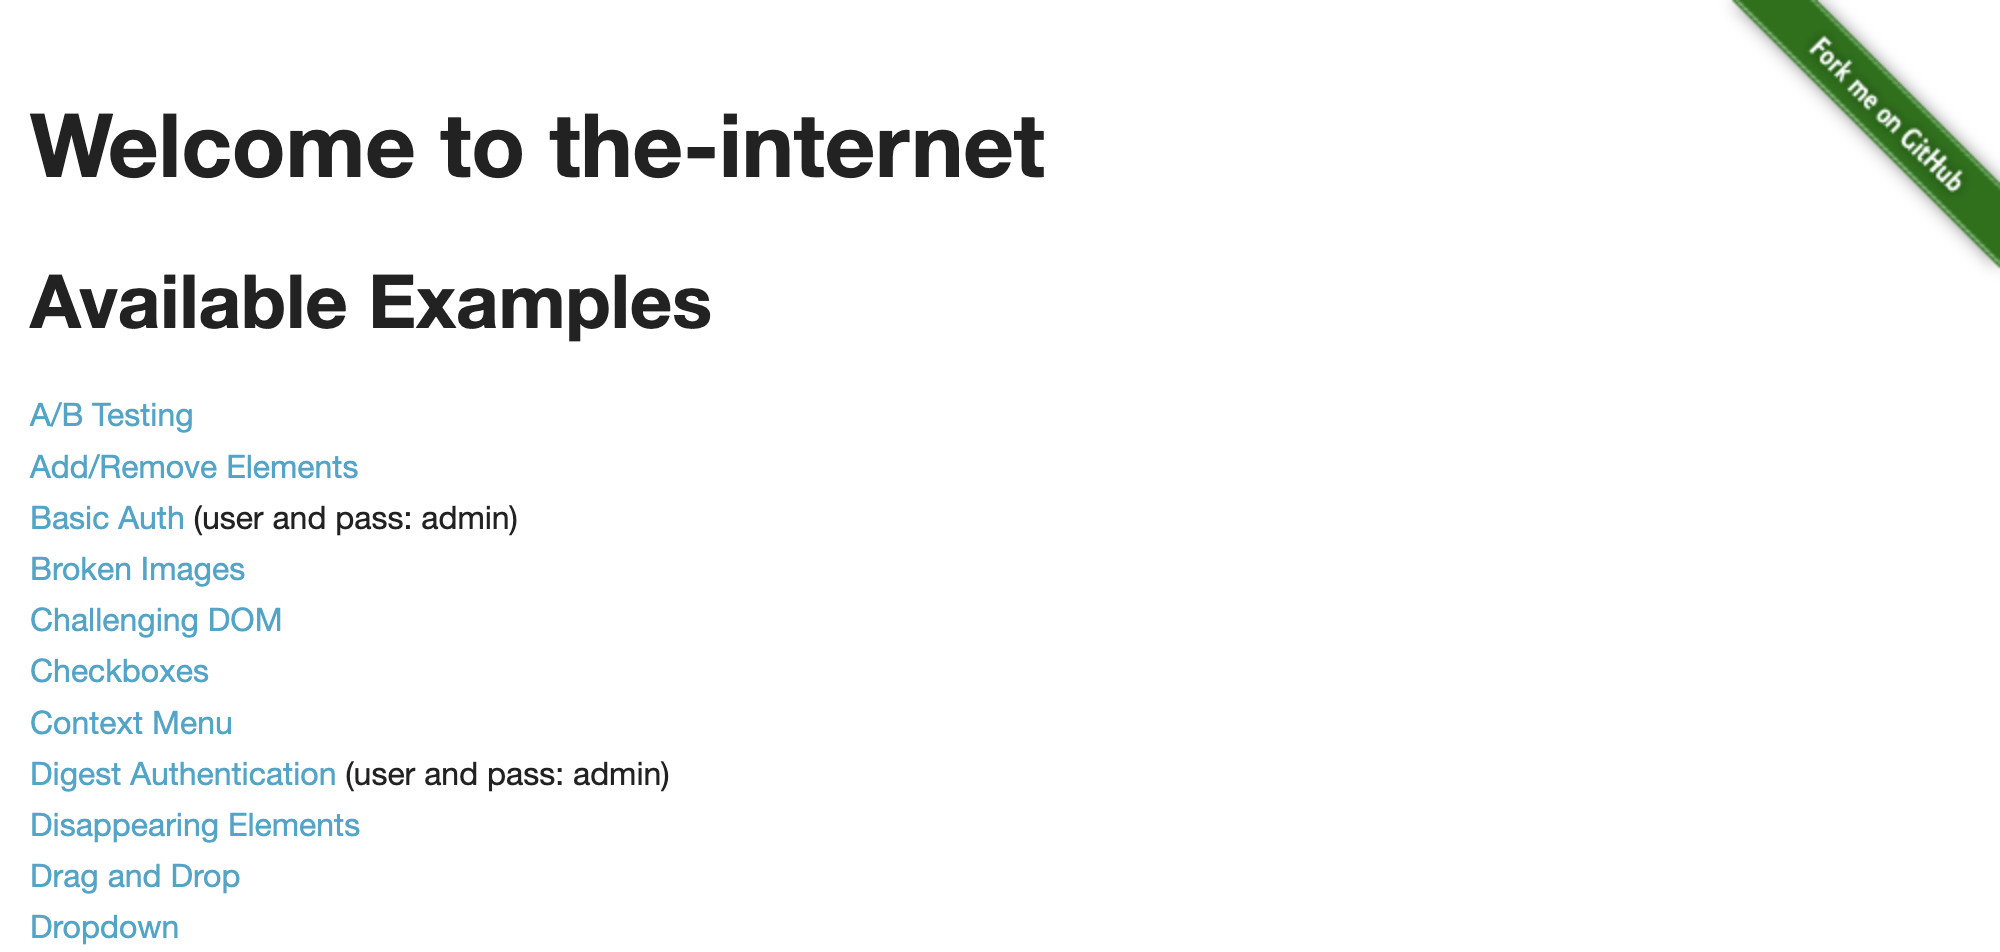 Fork me on GitHub
Welcome to the-internet
Available Examples
A/B Testing
Add/Remove Elements
Basic Auth (user and pass: admin)
Broken Images
Challenging DOM
Checkboxes
Context Menu
Digest Authentication (user and pass: admin)
Disappearing Elements
Drag and Drop
Dropdown